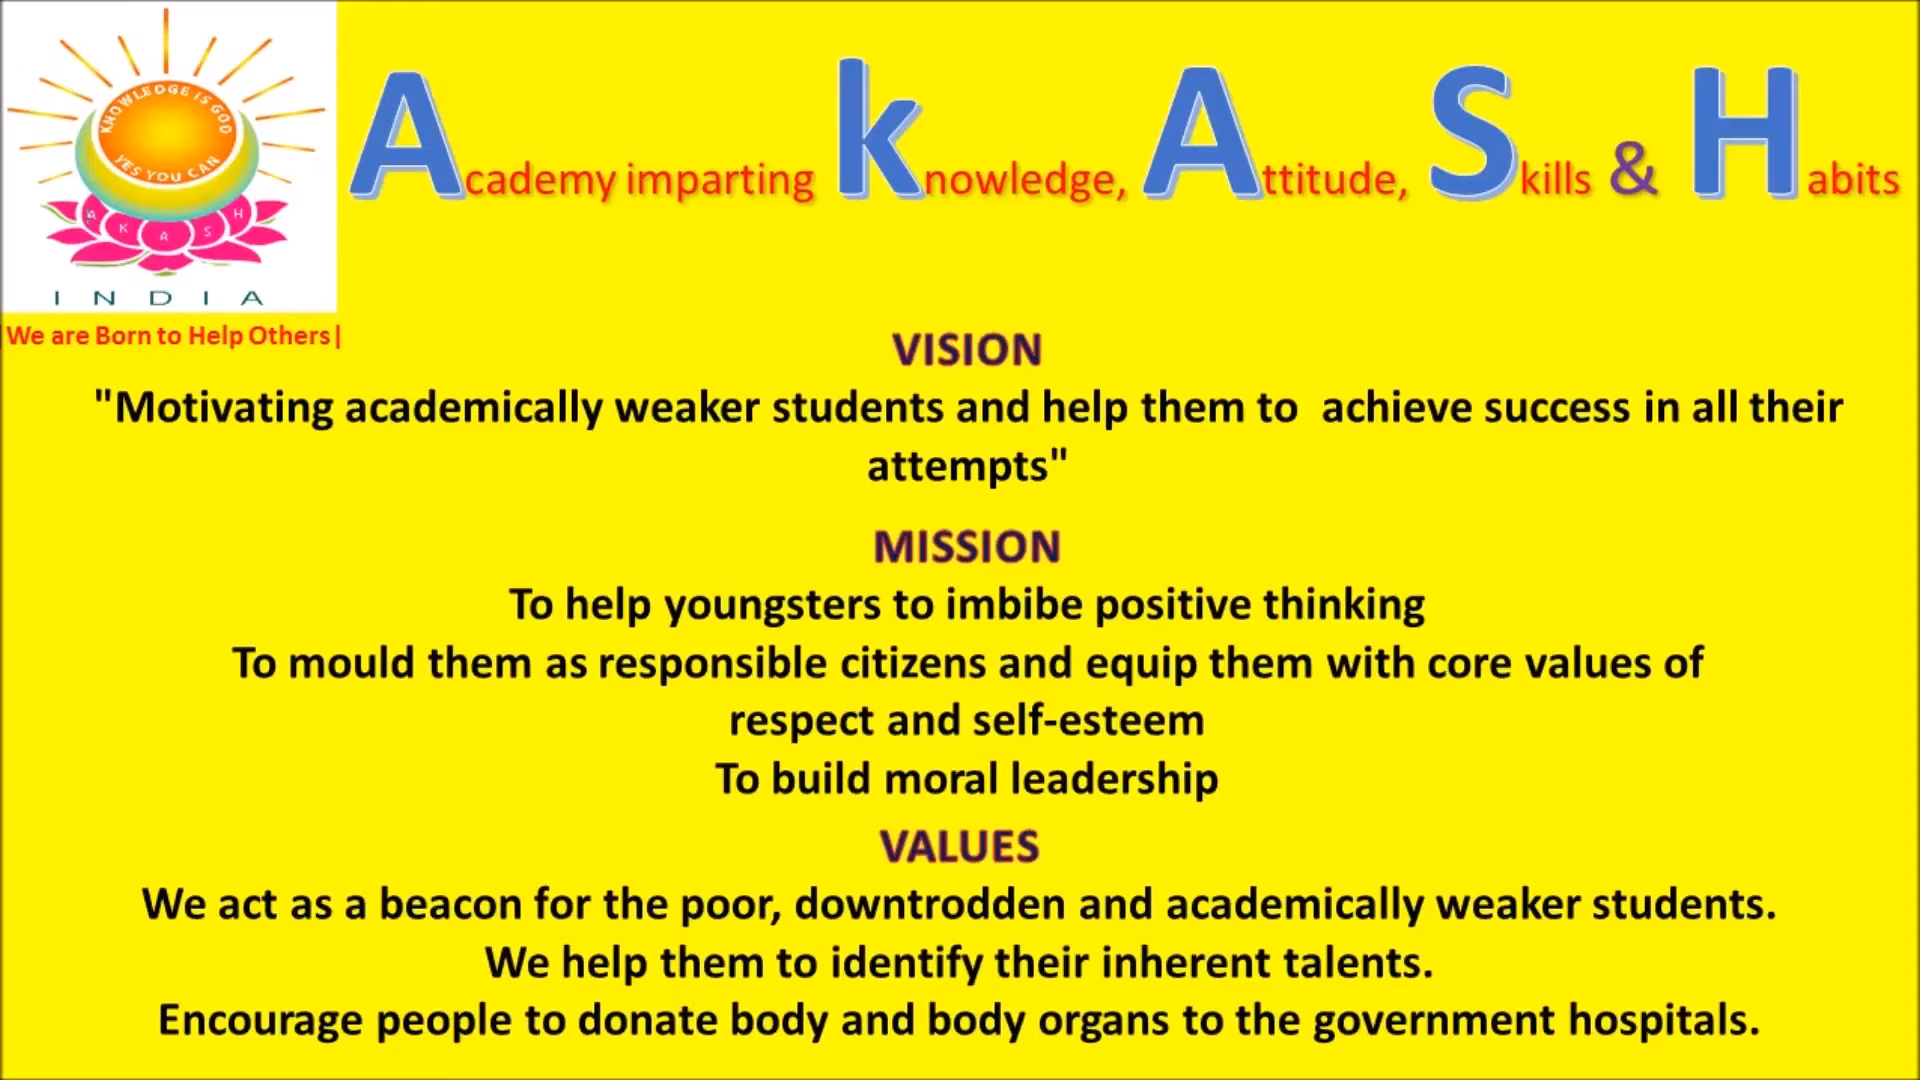 KNOWLEDGE IS GOD
YES YOU CAN
A K A S H
INDIA
|We are Born to Help Others|
Academy imparting knowledge, Attitude, Skills & Habits
VISION
"Motivating academically weaker students and help them to achieve success in all their
attempts"
MISSION
To help youngsters to imbibe positive thinking
To mould them as responsible citizens and equip them with core values of
respect and self-esteem
To build moral leadership
VALUES
We act as a beacon for the poor, downtrodden and academically weaker students.
We help them to identify their inherent talents.
Encourage people to donate body and body organs to the government hospitals.